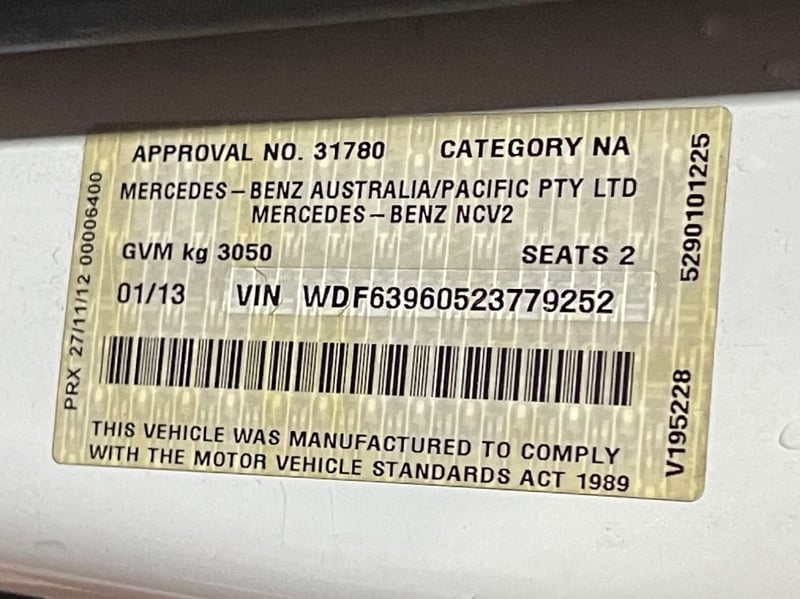 APPROVAL NO. 31780 CATEGORY NA
MERCEDES-BENZ AUSTRALIA/PACIFIC PTY LTD
MERCEDES-BENZ NCV2
GVM kg 3050 SEATS 2
01/13 VIN WDF63960523779252
THIS VEHICLE WAS MANUFACTURED TO COMPLY
WITH THE MOTOR VEHICLE STANDARDS ACT 1989
PRX 27/11/12 00006400
5290101225
V195228